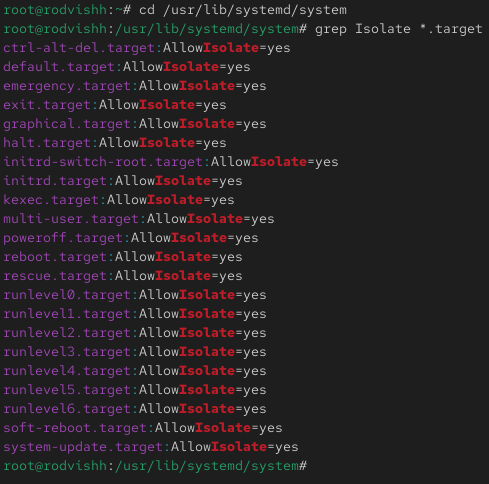 root@rodvishh:~# cd /usr/lib/systemd/system
root@rodvishh:/usr/lib/systemd/system# grep Isolate *.target
ctrl-alt-del.target:AllowIsolate=yes
default.target:AllowIsolate=yes
emergency.target:AllowIsolate=yes
exit.target:AllowIsolate=yes
graphical.target:AllowIsolate=yes
halt.target:AllowIsolate=yes
initrd-switch-root.target:AllowIsolate=yes
initrd.target:AllowIsolate=yes
kexec.target:AllowIsolate=yes
multi-user.target:AllowIsolate=yes
poweroff.target:AllowIsolate=yes
reboot.target:AllowIsolate=yes
rescue.target:AllowIsolate=yes
runlevel0.target:AllowIsolate=yes
runlevel1.target:AllowIsolate=yes
runlevel2.target:AllowIsolate=yes
runlevel3.target:AllowIsolate=yes
runlevel4.target:AllowIsolate=yes
runlevel5.target:AllowIsolate=yes
runlevel6.target:AllowIsolate=yes
soft-reboot.target:AllowIsolate=yes
system-update.target:AllowIsolate=yes
root@rodvishh:/usr/lib/systemd/system#